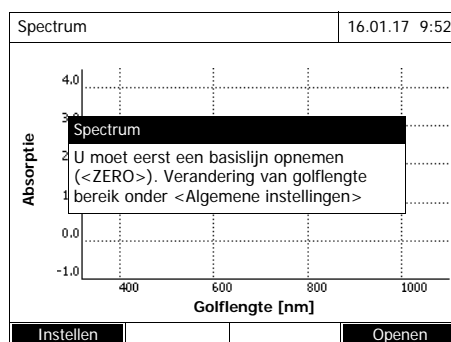 Spectrum 16.01.17 9:52
4.0
3.0
Spectrum
2
U moet eerst een basislijn opnemen
(<ZERO>). Verandering van golflengte
bereik onder <Algemene instellingen>
1
0.0
-1.0
Absorptie
400 600 800 1000
Golflengte [nm]
Instellen Openen